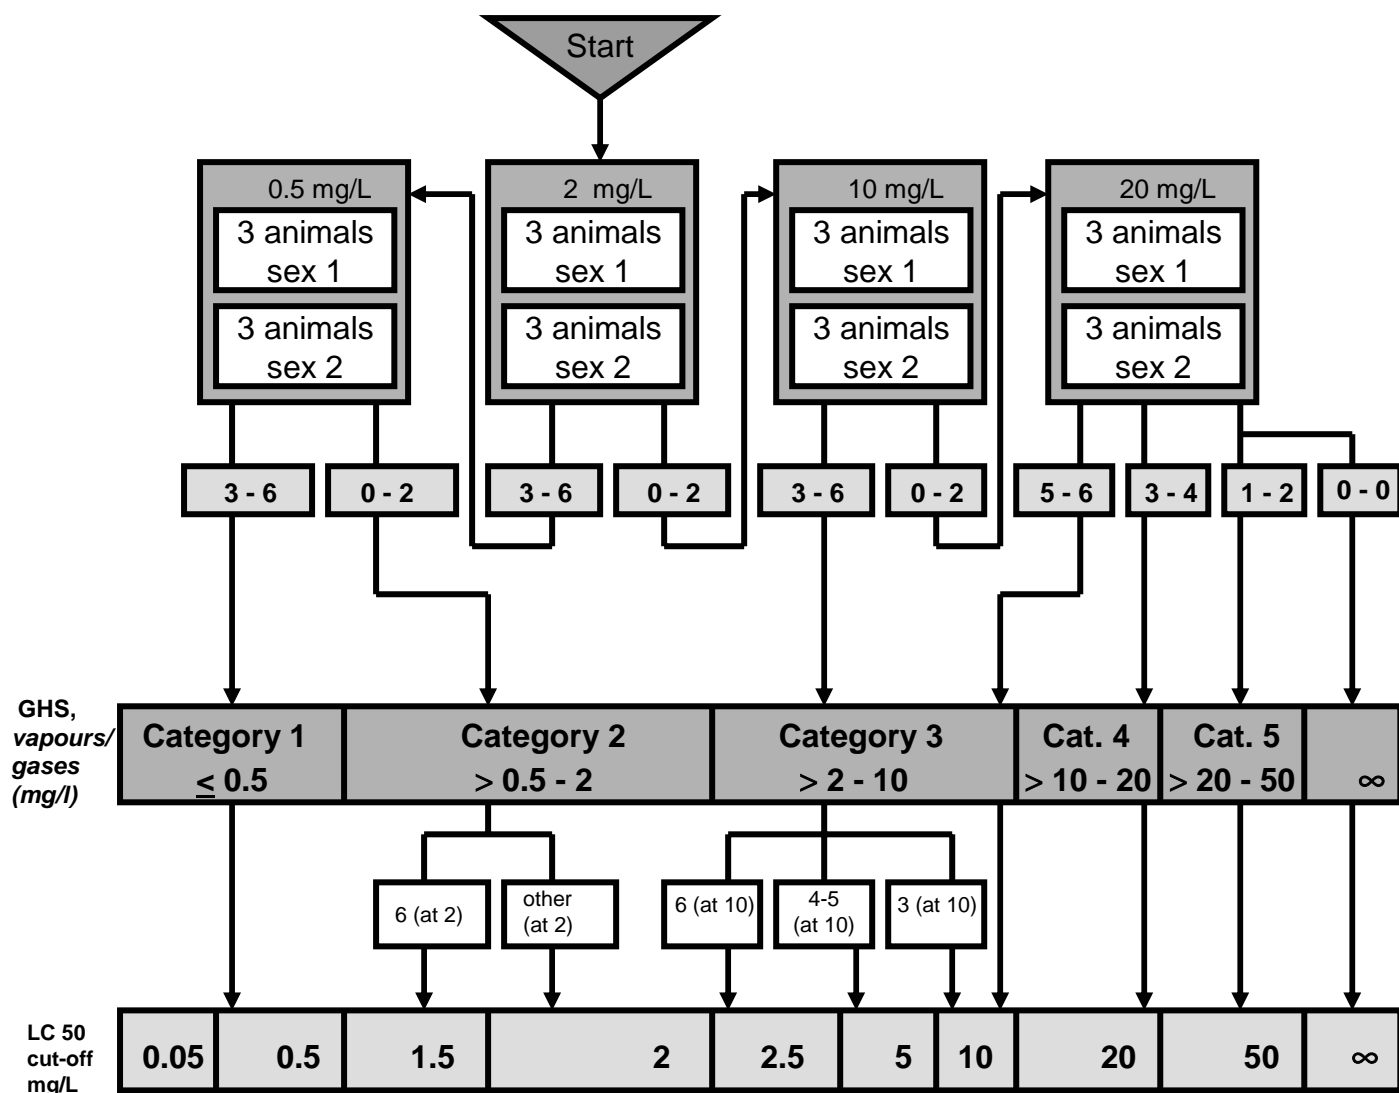 Start
0.5 mg/L
3 animals
sex 1
3 animals
sex 2
2 mg/L
3 animals
sex 1
3 animals
sex 2
10 mg/L
3 animals
sex 1
3 animals
sex 2
20 mg/L
3 animals
sex 1
3 animals
sex 2
3 - 6
0 - 2
3 - 6
0 - 2
3 - 6
0 - 2
5 - 6
3 - 4
1 - 2
0 - 0
GHS,
vapours/
gases
(mg/l)
Category 1
≤ 0.5
Category 2
> 0.5 - 2
Category 3
> 2 - 10
Cat. 4
> 10 - 20
Cat. 5
> 20 - 50
∞
6 (at 2)
other
(at 2)
6 (at 10)
4-5
(at 10)
3 (at 10)
LC 50
cut-off
mg/L
0.05
0.5
1.5
2
2.5
5
10
20
50
∞